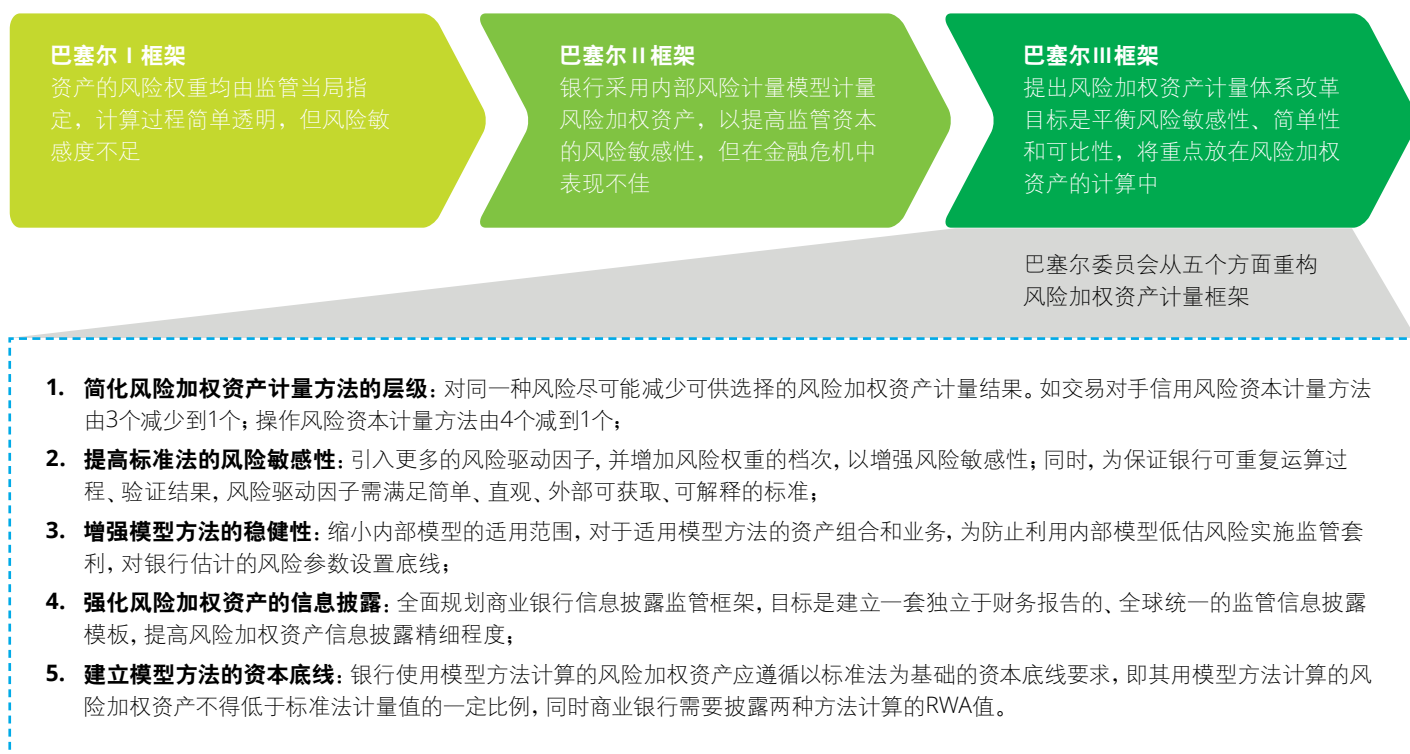 巴塞尔 I 框架
资产的风险权重均由监管当局指
定，计算过程简单透明，但风险敏
感度不足
巴塞尔 II 框架
银行采用内部风险计量模型计量
风险加权资产，以提高监管资本
的风险敏感性，但在金融危机中
表现不佳
巴塞尔III框架
提出风险加权资产计量体系改革
目标是平衡风险敏感性、简单性
和可比性，将重点放在风险加权
资产的计算中
巴塞尔委员会从五个方面重构
风险加权资产计量框架
1. 简化风险加权资产计量方法的层级：对同一种风险尽可能减少可供选择的风险加权资产计量结果。如交易对手信用风险资本计量方法
由3个减少到1个；操作风险资本计量方法由4个减到1个；
2. 提高标准法的风险敏感性：引入更多的风险驱动因子，并增加风险权重的档次，以增强风险敏感性；同时，为保证银行可重复运算过
程、验证结果，风险驱动因子需满足简单、直观、外部可获取、可解释的标准；
3. 增强模型方法的稳健性：缩小内部模型的适用范围，对于适用模型方法的资产组合和业务，为防止利用内部模型低估风险实施监管套
利，对银行估计的风险参数设置底线；
4. 强化风险加权资产的信息披露：全面规划商业银行信息披露监管框架，目标是建立一套独立于财务报告的、全球统一的监管信息披露
模板，提高风险加权资产信息披露精细程度；
5. 建立模型方法的资本底线：银行使用模型方法计算的风险加权资产应遵循以标准法为基础的资本底线要求，即其用模型方法计算的风
险加权资产不得低于标准法计量值的一定比例，同时商业银行需要披露两种方法计算的RWA值。